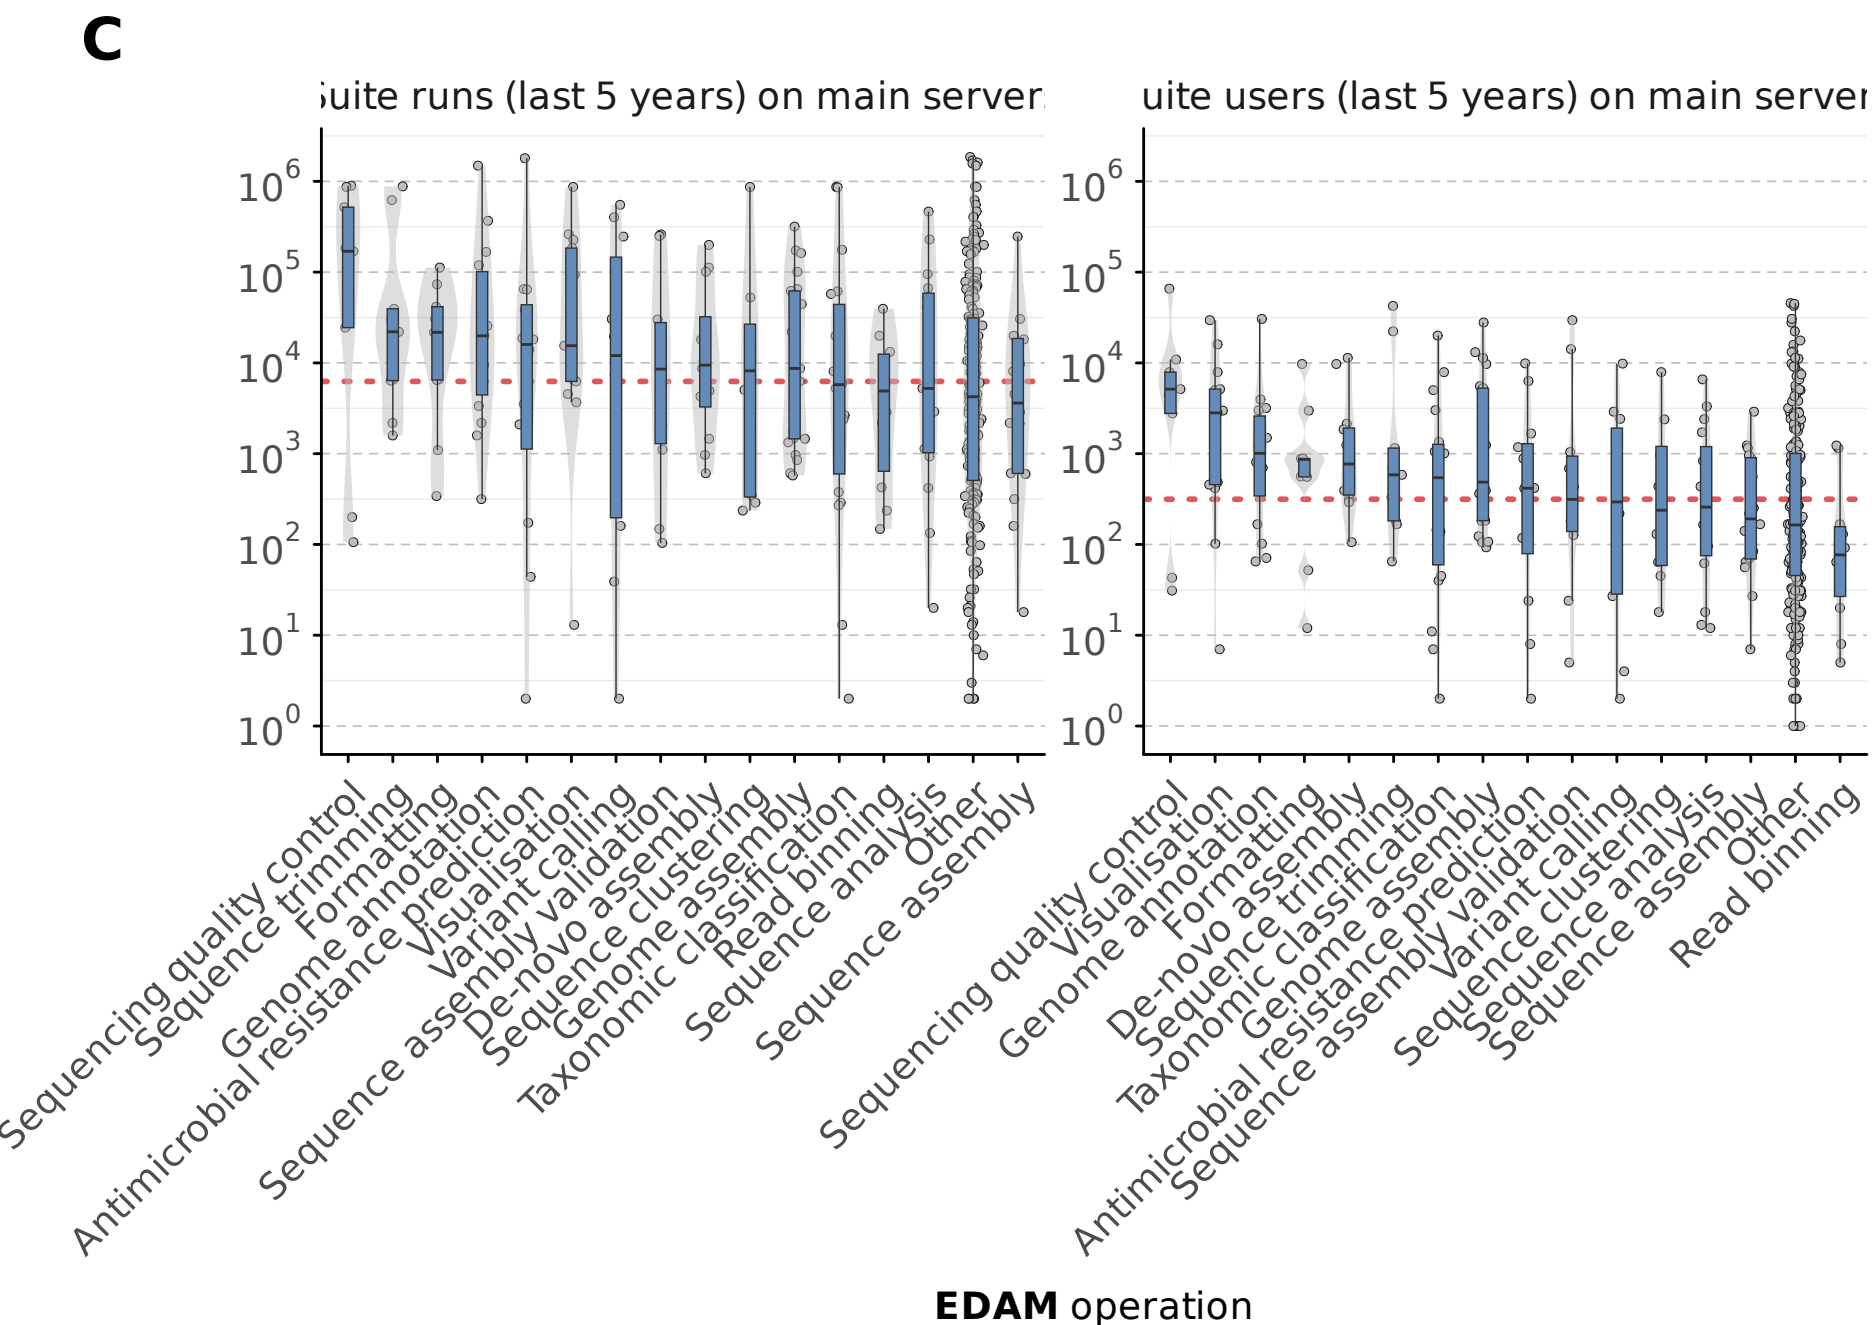 C
Suite runs (last 5 years) on main servers
uite users (last 5 years) on main server
10^6
10^5
10^4
10^3
10^2
10^1
10^0
10^6
10^5
10^4
10^3
10^2
10^1
10^0
Sequencing quality control
Sequence trimming
Formatting
Genome annotation
Antimicrobial resistance prediction
Visualisation
Variant calling
Sequence assembly validation
De-novo assembly
Sequence clustering
Genome assembly
Taxonomic classification
Read binning
Sequence analysis
Other
Sequence assembly
Sequencing quality control
Visualisation
Genome annotation
Formatting
De-novo assembly
Sequence trimming
Taxonomic classification
Genome assembly
Antimicrobial resistance prediction
Sequence assembly validation
Variant calling
Sequence clustering
Sequence analysis
Sequence assembly
Other
Read binning
EDAM operation